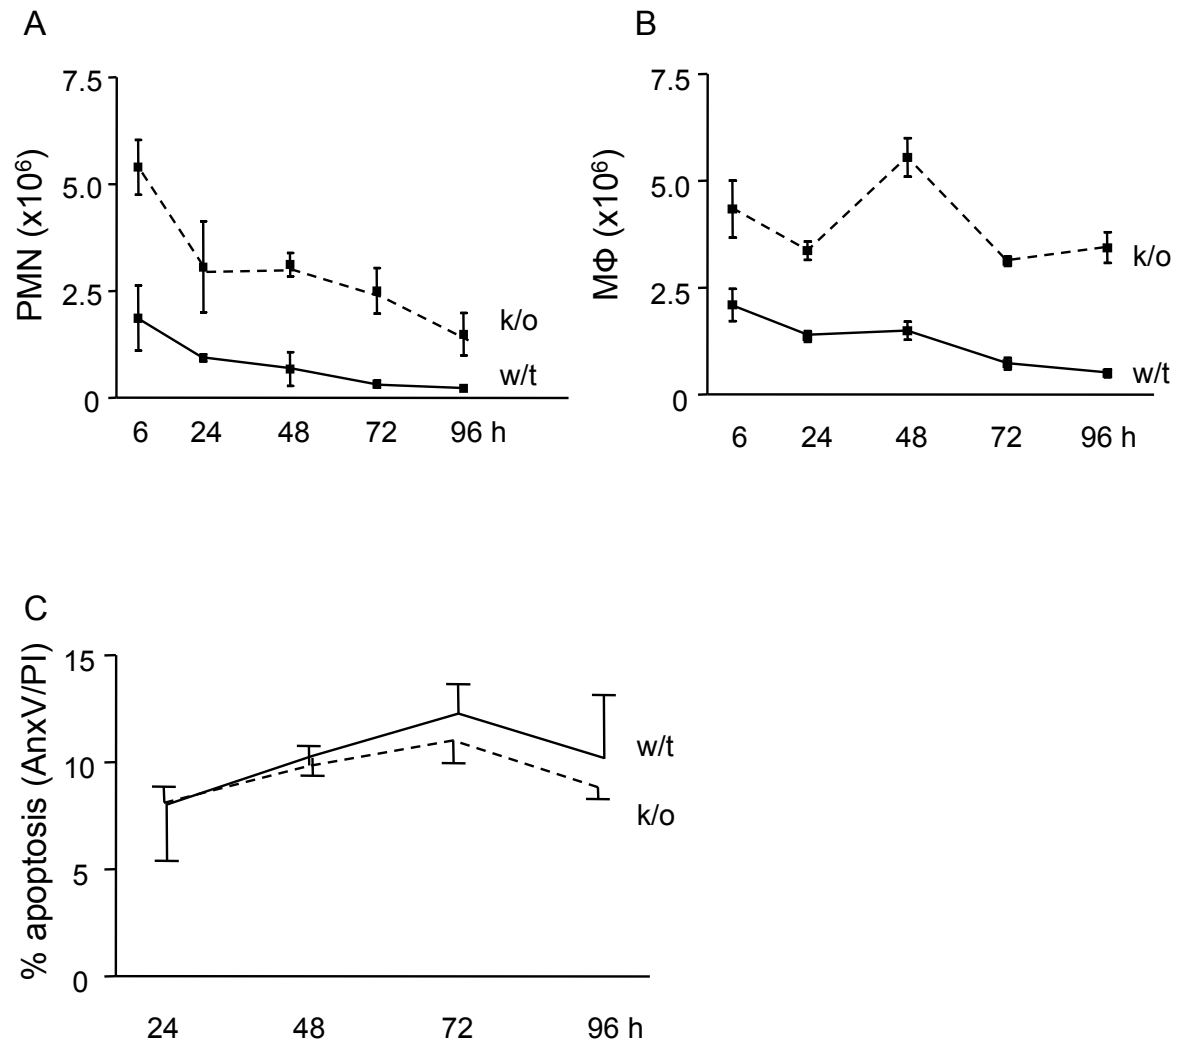 A
PMN (x10⁶)
7.5
5.0
2.5
0
k/o
w/t
6 24 48 72 96 h
B
MΦ (x10⁶)
7.5
5.0
2.5
0
k/o
w/t
6 24 48 72 96 h
C
% apoptosis (AnxV/PI)
15
10
5
0
w/t
k/o
24 48 72 96 h